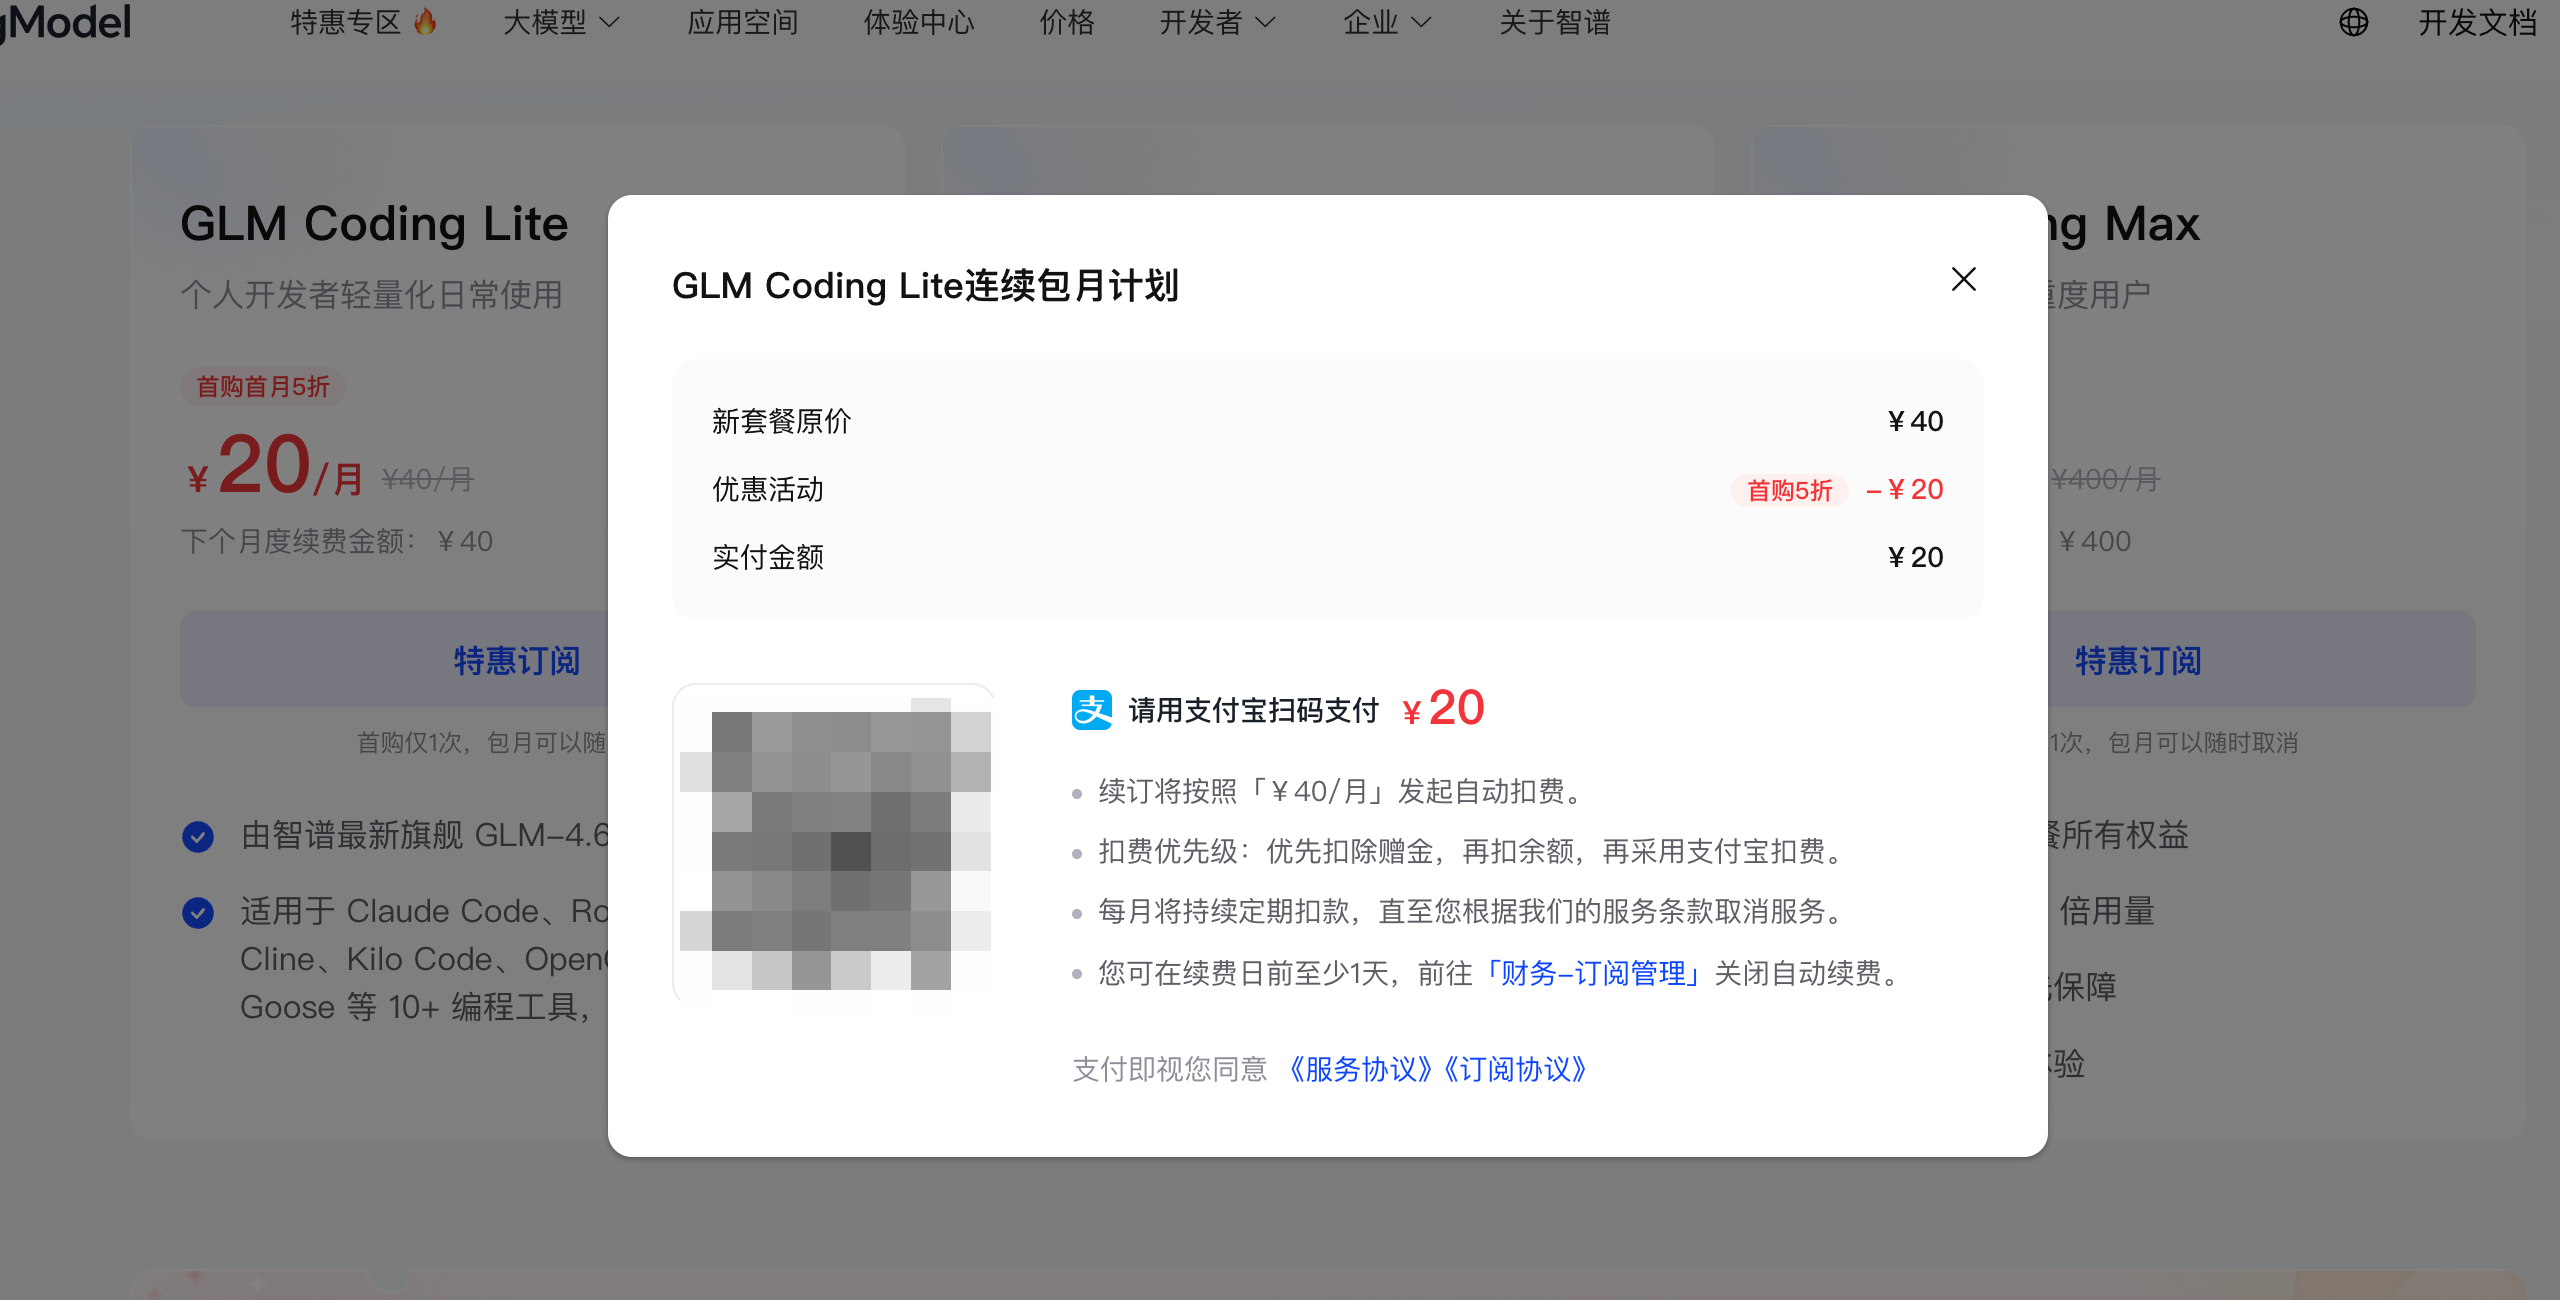 gModel 特惠专区 大模型 应用空间 体验中心 价格 开发者 企业 关于智谱 开发文档
GLM Coding Lite
个人开发者轻量化日常使用
首购首月5折
¥20/月 ¥40/月
下个月度续费金额： ¥40
特惠订阅
首购仅1次，包月可以随
由智谱最新旗舰 GLM-4.6
适用于 Claude Code、Ro
Cline、Kilo Code、Open
Goose 等 10+ 编程工具，
GLM Coding Lite连续包月计划
新套餐原价 ¥40
优惠活动 首购5折 -¥20
实付金额 ¥20
支 请用支付宝扫码支付 ¥20
续订将按照「¥40/月」发起自动扣费。
扣费优先级：优先扣除赠金，再扣余额，再采用支付宝扣费。
每月将持续定期扣款，直至您根据我们的服务条款取消服务。
您可在续费日前至少1天，前往「财务-订阅管理」关闭自动续费。
支付即视您同意 《服务协议》《订阅协议》
ng Max
重度用户
¥400/月
¥400
特惠订阅
1次，包月可以随时取消
餐所有权益
倍用量
保障
验